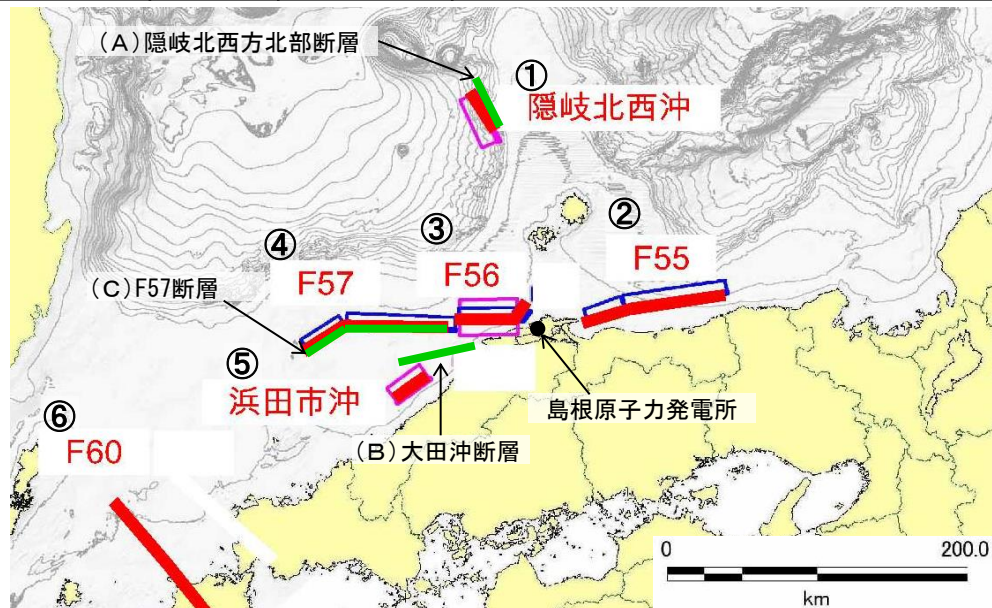 (A)隠岐北西方北部断層
①
隠岐北西沖
②
F55
③
F56
④
F57
(C)F57断層
⑤
浜田市沖
島根原子力発電所
(B)大田沖断層
⑥
F60
0
200.0
km